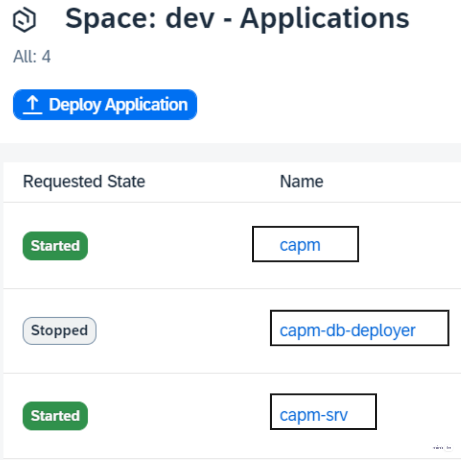 Space: dev - Applications
All: 4
Deploy Application
Requested State Name
Started capm
Stopped capm-db-deployer
Started capm-srv